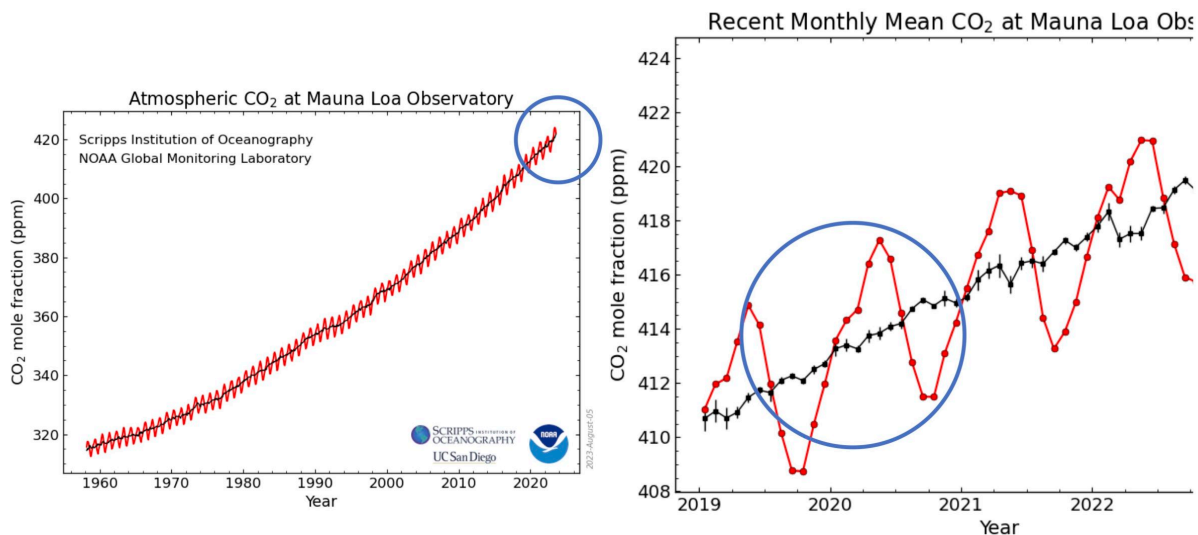 Atmospheric CO₂ at Mauna Loa Observatory
Scripps Institution of Oceanography
NOAA Global Monitoring Laboratory
CO₂ mole fraction (ppm)
420
400
380
360
340
320
1960
1970
1980
1990
2000
2010
2020
Year
SCRIPPS INSTITUTION OF
OCEANOGRAPHY
UC San Diego
NOAA
2023-August-05
Recent Monthly Mean CO₂ at Mauna Loa Obs
CO₂ mole fraction (ppm)
424
422
420
418
416
414
412
410
408
2019
2020
2021
2022
Year